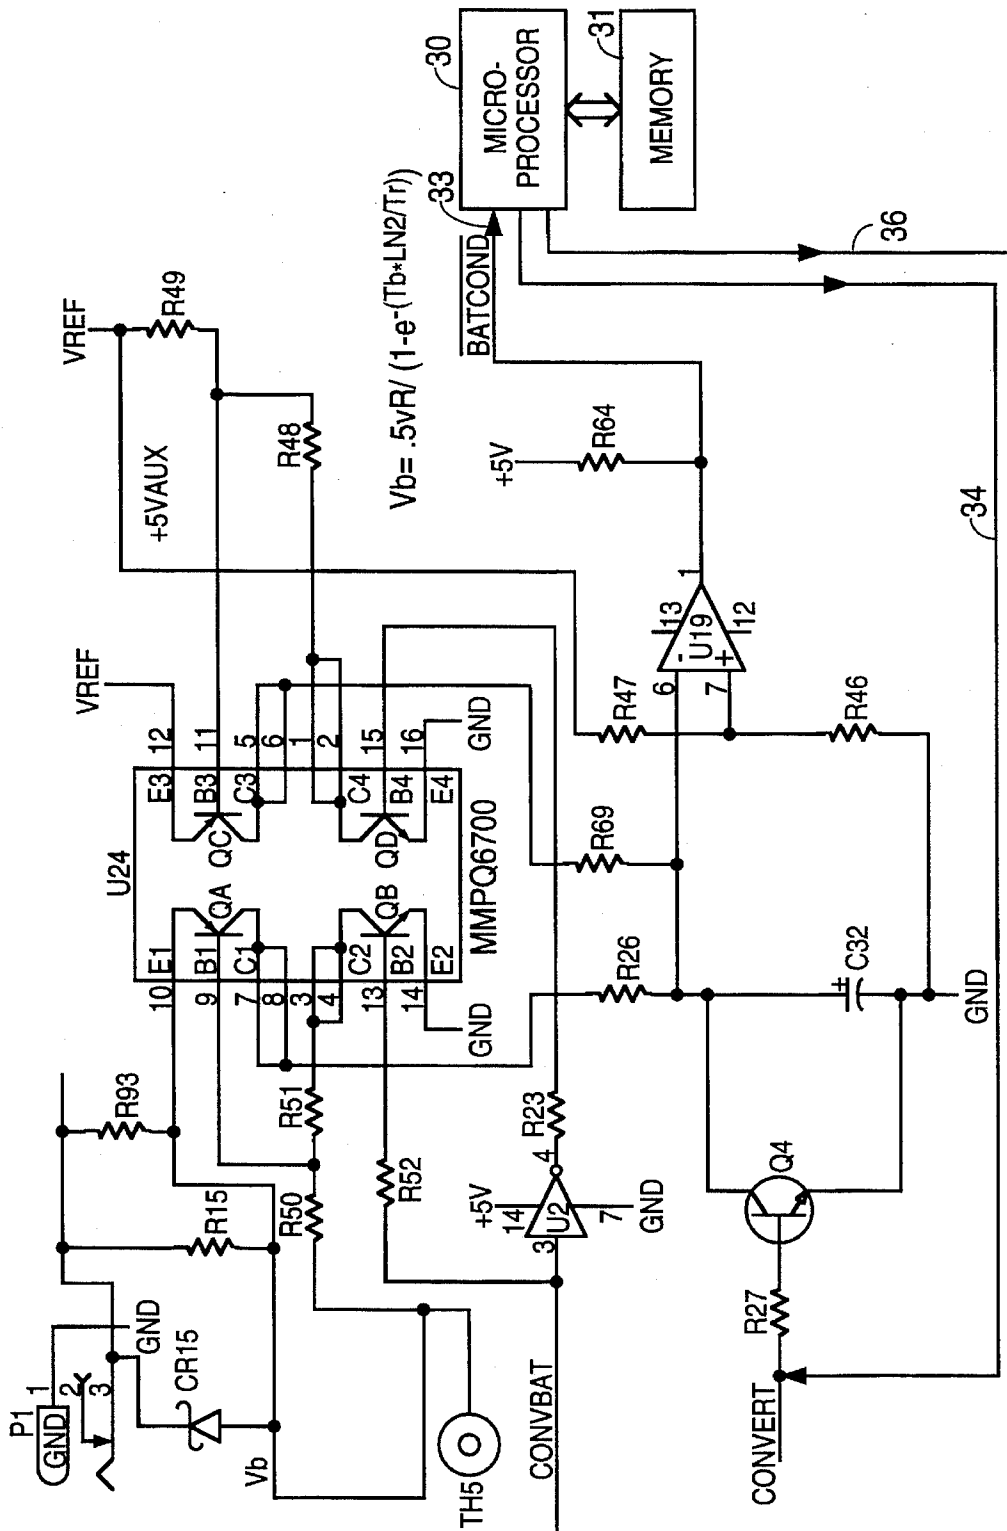 P1
GND
1
2
3
GND
CR15
Vb
R15
R93
TH5
R50
R51
R52
U24
10
9
7
8
3
4
13
14
GND
E1
B1
C1
C2
B2
E2
QA
QB
QC
QD
E3
B3
C3
C4
B4
E4
MMPQ6700
12
11
5
6
1
2
15
16
GND
VREF
VREF
R49
+5VAUX
R48
Vb= .5vR/ (1-e-(Tb*LN2/Tr))
CONVBAT
+5V
14
3
U2
4
7
GND
R23
R26
R69
R47
R46
6
7
-
+
U19
13
12
1
+5V
R64
BATCOND
33
MICRO-
PROCESSOR
30
MEMORY
31
36
34
CONVERT
R27
Q4
+
C32
GND